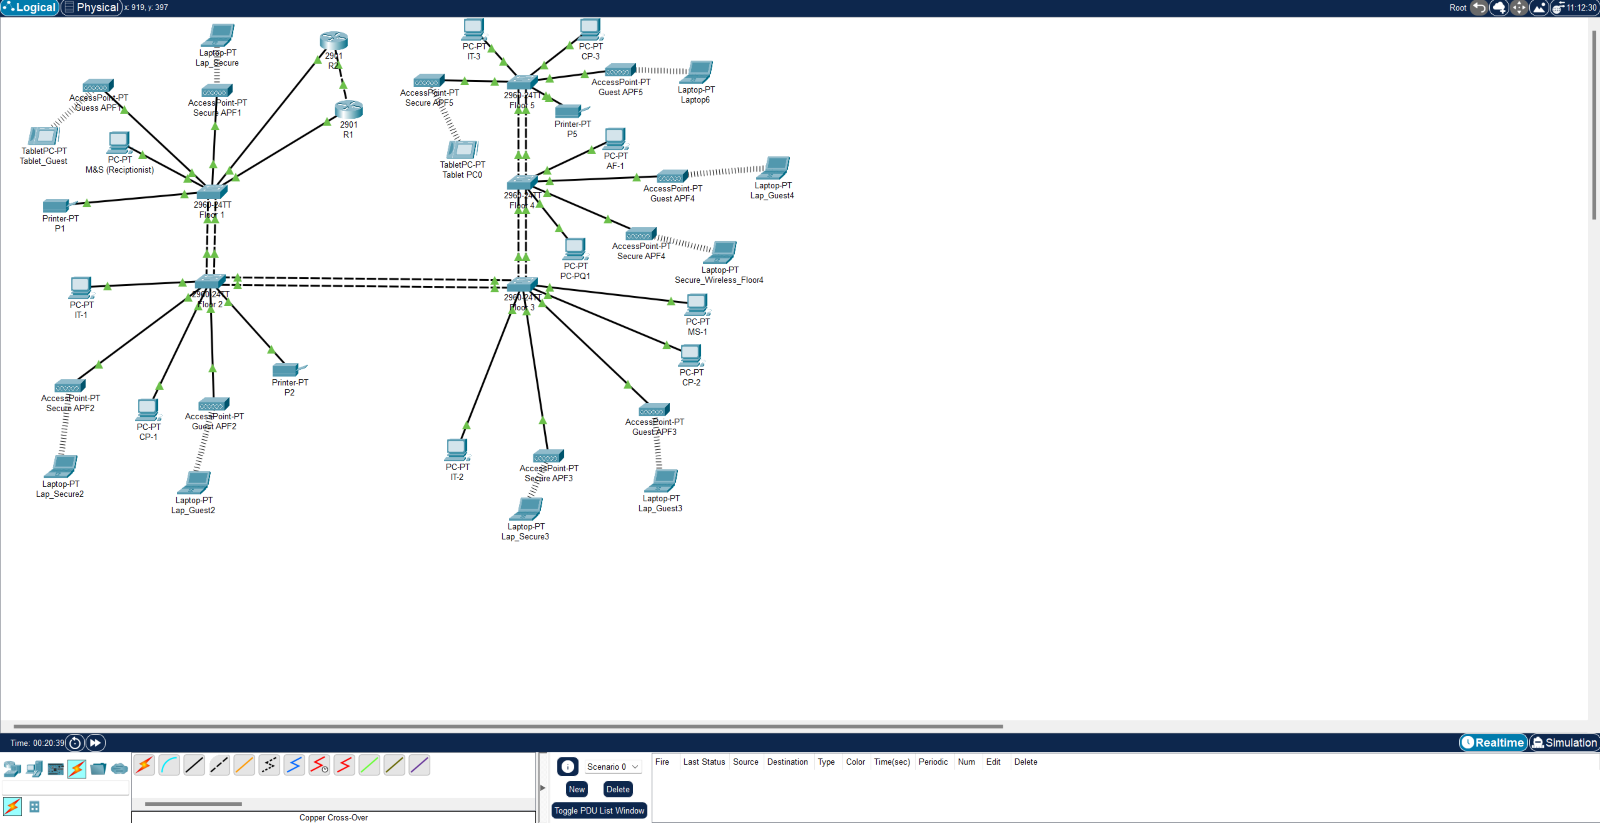 Logical Physical x: 919, y: 397 Root 11:12:30
Laptop-PT
Lap_Secure
AccessPoint-PT
Guess APF1
AccessPoint-PT
Secure APF1
2901
R2
2901
R1
TabletPC-PT
Tablet_Guest
PC-PT
M&S (Reciptionist)
Printer-PT
P1
2960-24TT
Floor 1
PC-PT
IT-1
2960-24TT
Floor 2
AccessPoint-PT
Secure APF2
PC-PT
CP-1
AccessPoint-PT
Guest APF2
Printer-PT
P2
Laptop-PT
Lap_Secure2
Laptop-PT
Lap_Guest2
PC-PT
IT-3
PC-PT
CP-3
AccessPoint-PT
Secure APF5
2960-24TT
Floor 5
AccessPoint-PT
Guest APF5
Laptop-PT
Laptop6
Printer-PT
P5
TabletPC-PT
Tablet PC0
PC-PT
AF-1
2960-24TT
Floor 4
AccessPoint-PT
Guest APF4
Laptop-PT
Lap_Guest4
AccessPoint-PT
Secure APF4
PC-PT
PC-PQ1
Laptop-PT
Secure_Wireless_Floor4
2960-24TT
Floor 3
PC-PT
MS-1
PC-PT
CP-2
AccessPoint-PT
Guest APF3
PC-PT
IT-2
AccessPoint-PT
Secure APF3
Laptop-PT
Lap_Guest3
Laptop-PT
Lap_Secure3
Time: 00:20:39 Realtime Simulation
Scenario 0
New Delete
Toggle PDU List Window
Fire Last Status Source Destination Type Color Time(sec) Periodic Num Edit Delete
Copper Cross-Over